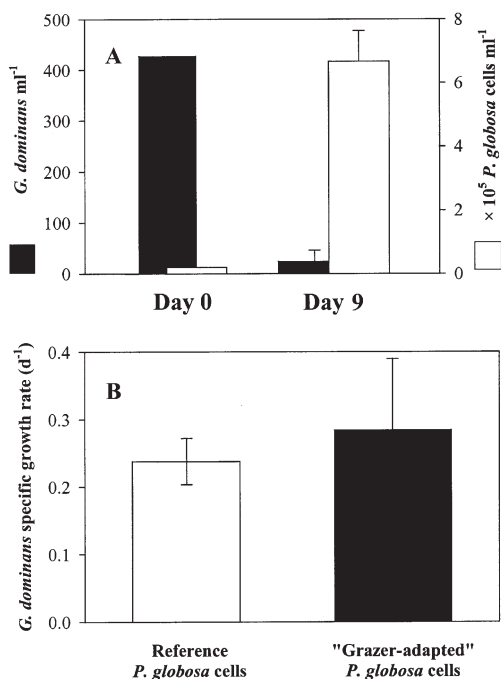 A
500
400
300
200
100
0
G. dominans ml⁻¹
8
6
4
2
0
× 10⁵ P. globosa cells ml⁻¹
Day 0 Day 9
B
0.4
0.3
0.2
0.1
0.0
G. dominans specific growth rate (d⁻¹)
Reference "Grazer-adapted"
P. globosa cells P. globosa cells